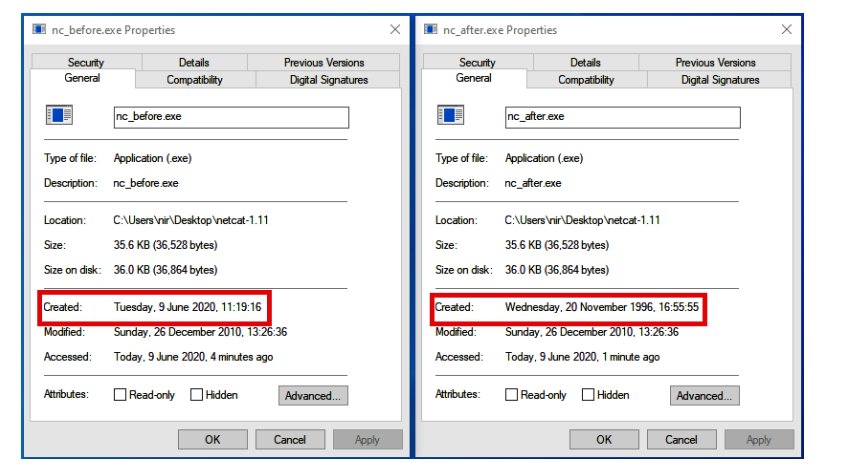 nc_before.exe Properties
Security Details Previous Versions
General Compatibility Digital Signatures
nc_before.exe
Type of file: Application (.exe)
Description: nc_before.exe
Location: C:\Users\nir\Desktop\netcat-1.11
Size: 35.6 KB (36,528 bytes)
Size on disk: 36.0 KB (36,864 bytes)
Created: Tuesday, 9 June 2020, 11:19:16
Modified: Sunday, 26 December 2010, 13:26:36
Accessed: Today, 9 June 2020, 4 minutes ago
Attributes: Read-only Hidden Advanced...
OK Cancel Apply
nc_after.exe Properties
Security Details Previous Versions
General Compatibility Digital Signatures
nc_after.exe
Type of file: Application (.exe)
Description: nc_after.exe
Location: C:\Users\nir\Desktop\netcat-1.11
Size: 35.6 KB (36,528 bytes)
Size on disk: 36.0 KB (36,864 bytes)
Created: Wednesday, 20 November 1996, 16:55:55
Modified: Sunday, 26 December 2010, 13:26:36
Accessed: Today, 9 June 2020, 1 minute ago
Attributes: Read-only Hidden Advanced...
OK Cancel Apply